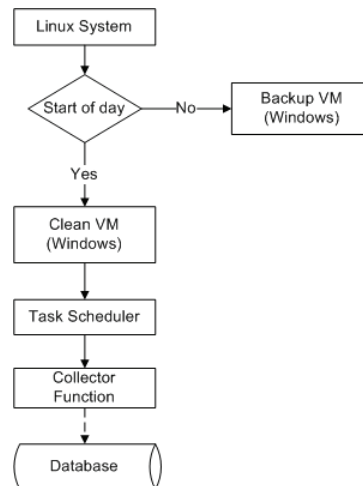 Linux System
Start of day
No
Backup VM
(Windows)
Yes
Clean VM
(Windows)
Task Scheduler
Collector
Function
Database